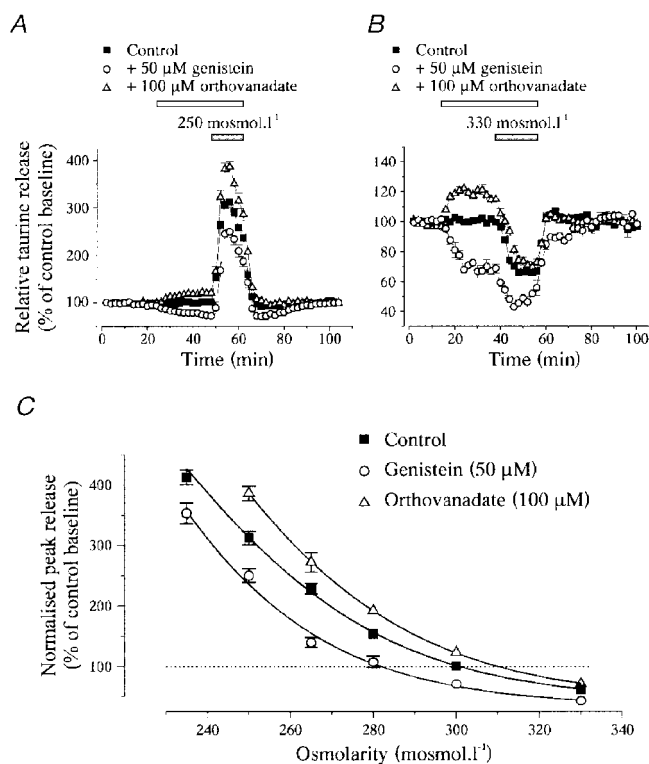 A
Control
+ 50 µM genistein
+ 100 µM orthovanadate
250 mosmol.l⁻¹
Relative taurine release
(% of control baseline)
400
300
200
100
0 20 40 60 80 100
Time (min)
B
Control
+ 50 µM genistein
+ 100 µM orthovanadate
330 mosmol.l⁻¹
140
120
100
80
60
40
0 20 40 60 80 100
Time (min)
C
Control
Genistein (50 µM)
Orthovanadate (100 µM)
Normalised peak release
(% of control baseline)
400
300
200
100
240 260 280 300 320 340
Osmolarity (mosmol.l⁻¹)